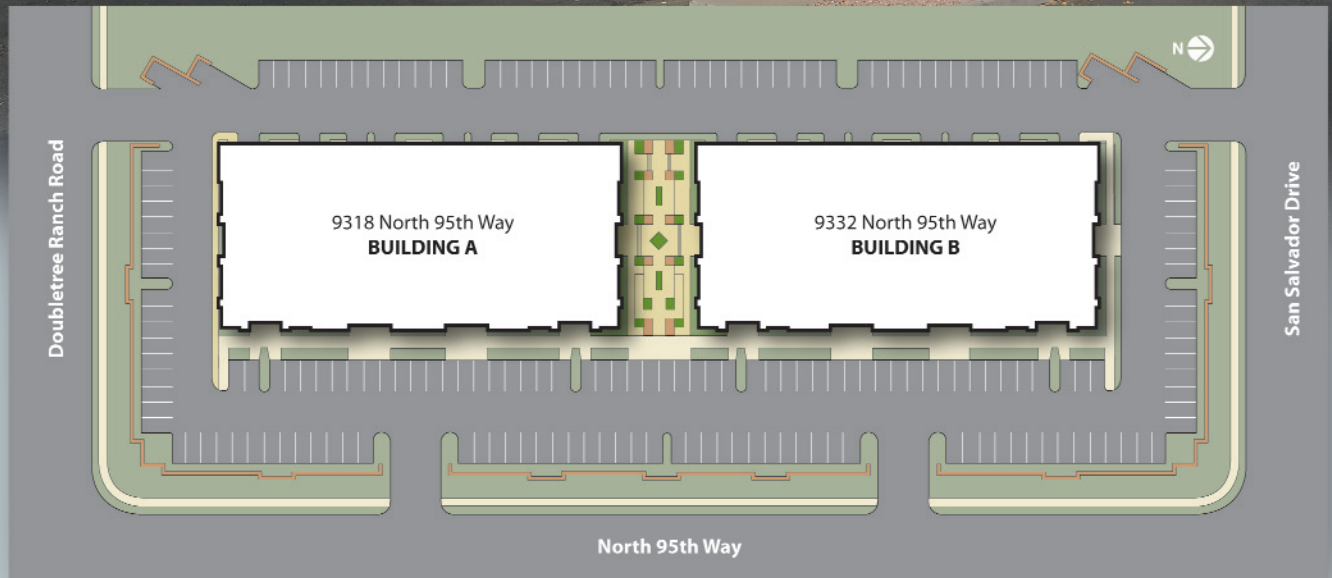 N
Doubletree Ranch Road
9318 North 95th Way
BUILDING A
9332 North 95th Way
BUILDING B
San Salvador Drive
North 95th Way